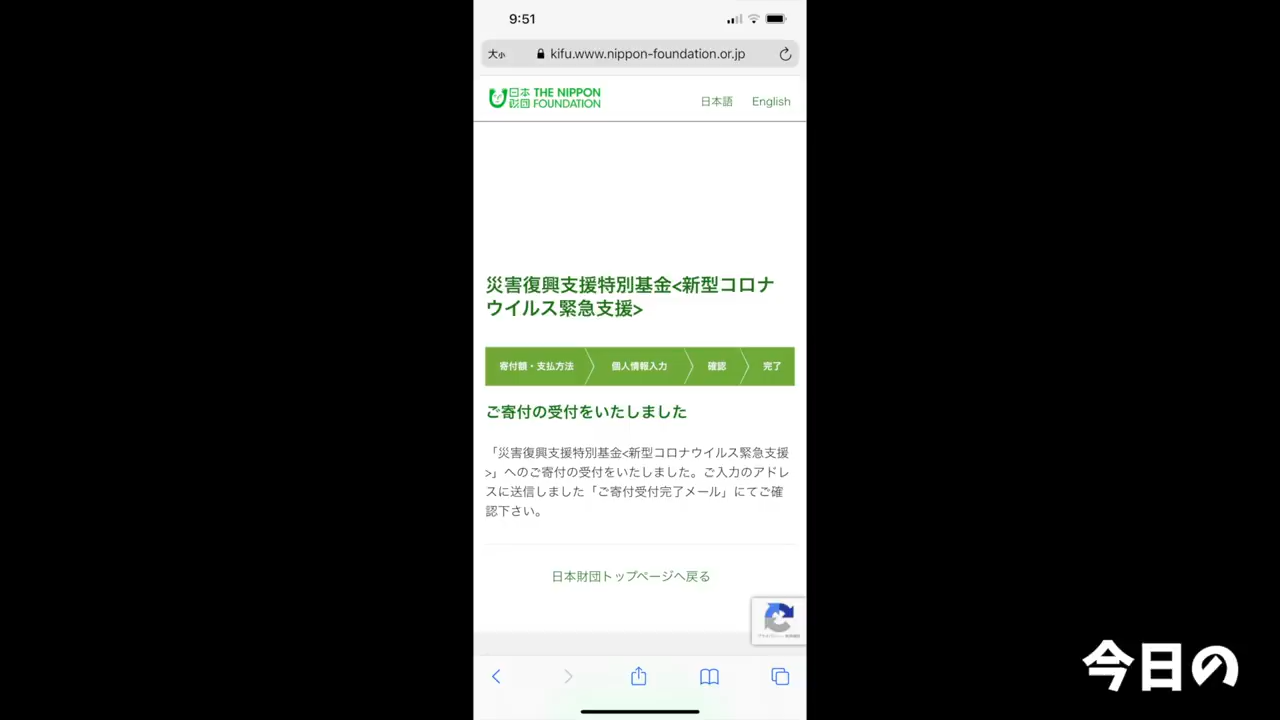 9:51
大小 kifu.www.nippon-foundation.or.jp
日本 THE NIPPON
財団 FOUNDATION
日本語 English
災害復興支援特別基金<新型コロナ
ウイルス緊急支援>
寄付額・支払方法 個人情報入力 確認 完了
ご寄付の受付をいたしました
「災害復興支援特別基金<新型コロナウイルス緊急支援
>」へのご寄付の受付をいたしました。ご入力のアドレ
スに送信しました「ご寄付受付完了メール」にてご確
認下さい。
日本財団トップページへ戻る
今日の